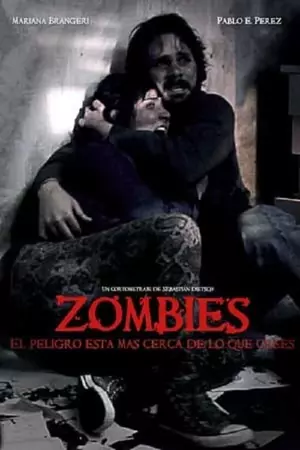 MARIANA BRANGERI
PABLO E. PEREZ
UN CORTOMETRAJE DE SEBASTIAN DIETSCH
ZOMBIES
EL PELIGRO ESTA MAS CERCA DE LO QUE CREES